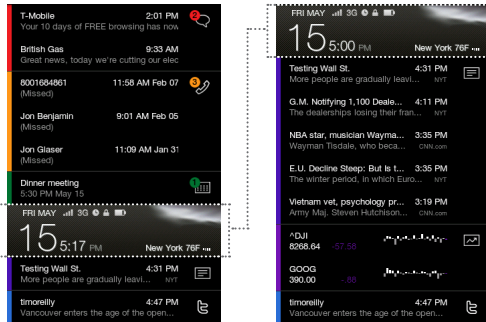 T-Mobile 2:01 PM
Your 10 days of FREE browsing has now
2
British Gas 9:33 AM
Great news, today we're cutting our elec
8001684861 11:58 AM Feb 07
(Missed)
3
Jon Benjamin 9:01 AM Feb 05
(Missed)
Jon Glaser 11:09 AM Jan 31
(Missed)
Dinner meeting
5:30 PM May 15
1
FRI MAY 3G
15 5:17 PM New York 76F
Testing Wall St. 4:31 PM
More people are gradually leavi... NYT
timoreilly 4:47 PM
Vancouver enters the age of the open...
FRI MAY 3G
15 5:00 PM New York 76F
Testing Wall St. 4:31 PM
More people are gradually leavi... NYT
G.M. Notifying 1,100 Deale... 4:11 PM
The dealerships losing their fran... NYT
NBA star, musician Wayma... 3:35 PM
Wayman Tisdale, who beca... CNN.com
E.U. Decline Steep: But Is t... 3:35 PM
The winter period, in which Euro... NYT
Vietnam vet, psychology pr... 3:19 PM
Army Maj. Steven Hutchison... CNN.com
^DJI
8268.64 -57.56
GOOG
390.00 -.68
timoreilly 4:47 PM
Vancouver enters the age of the open...